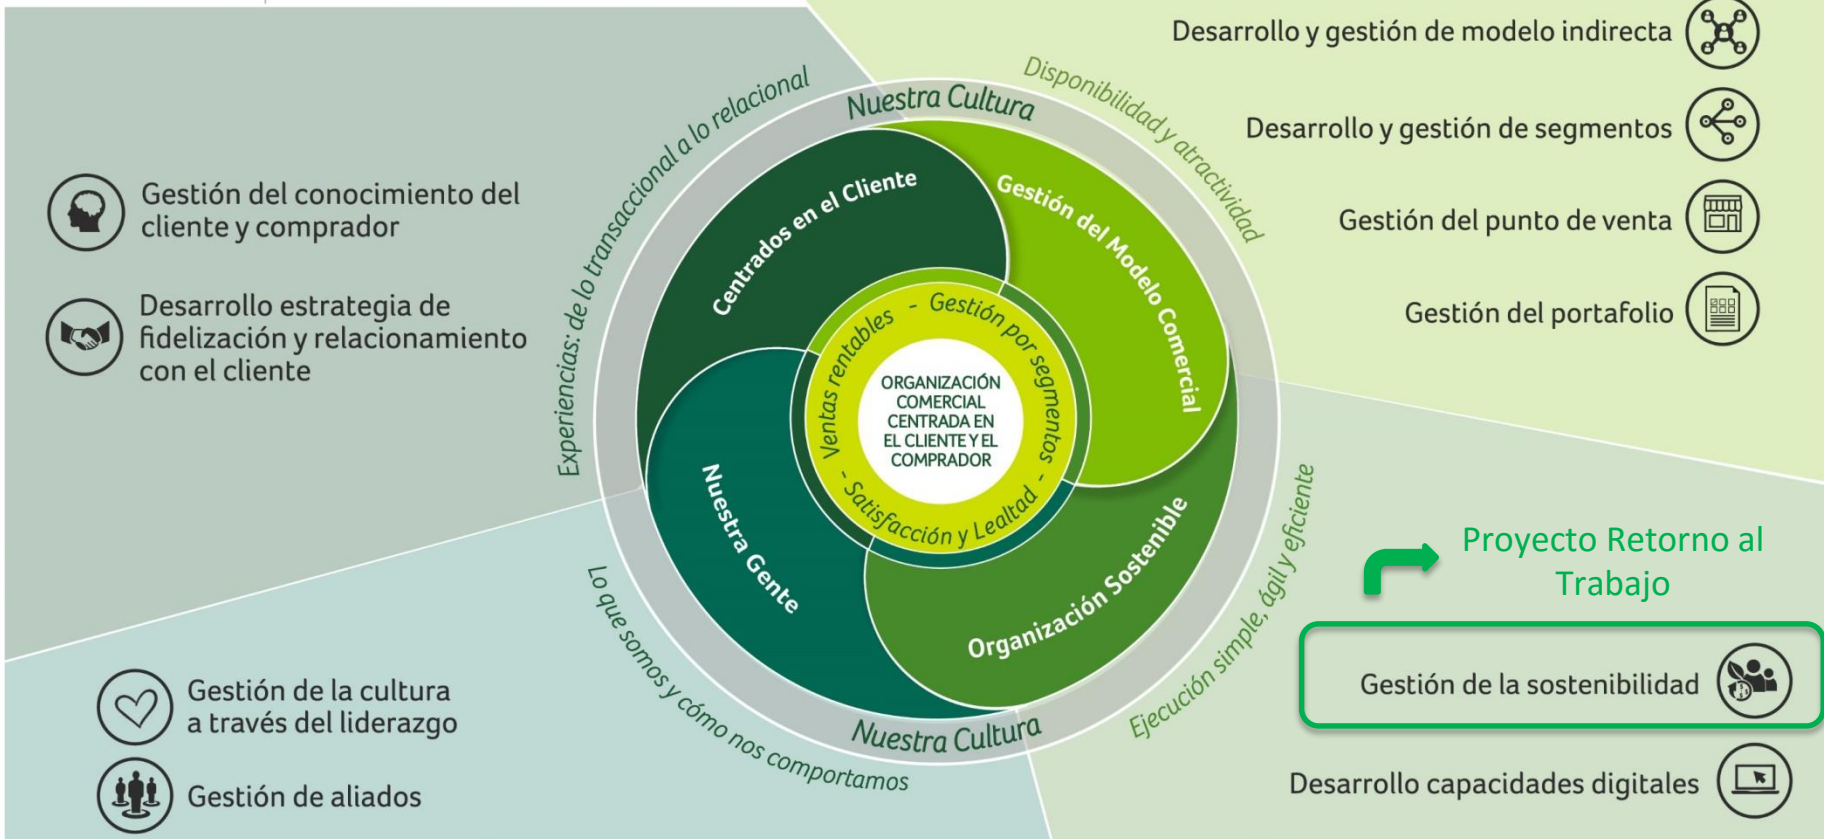 Desarrollo y gestión de modelo indirecta
Desarrollo y gestión de segmentos
Gestión del punto de venta
Gestión del portafolio
Gestión del conocimiento del
cliente y comprador
Desarrollo estrategia de
fidelización y relacionamiento
con el cliente
Experiencias: de lo transaccional a lo relacional
Nuestra Cultura
Disponibilidad y atractividad
Centrados en el Cliente
Gestión del Modelo Comercial
Ventas rentables - Gestión por segmentos - Satisfacción y Lealtad -
ORGANIZACIÓN
COMERCIAL
CENTRADA EN
EL CLIENTE Y EL
COMPRADOR
Nuestra Gente
Organización Sostenible
Lo que somos y cómo nos comportamos
Nuestra Cultura
Ejecución simple, ágil y eficiente
Proyecto Retorno al
Trabajo
Gestión de la sostenibilidad
Desarrollo capacidades digitales
Gestión de la cultura
a través del liderazgo
Gestión de aliados